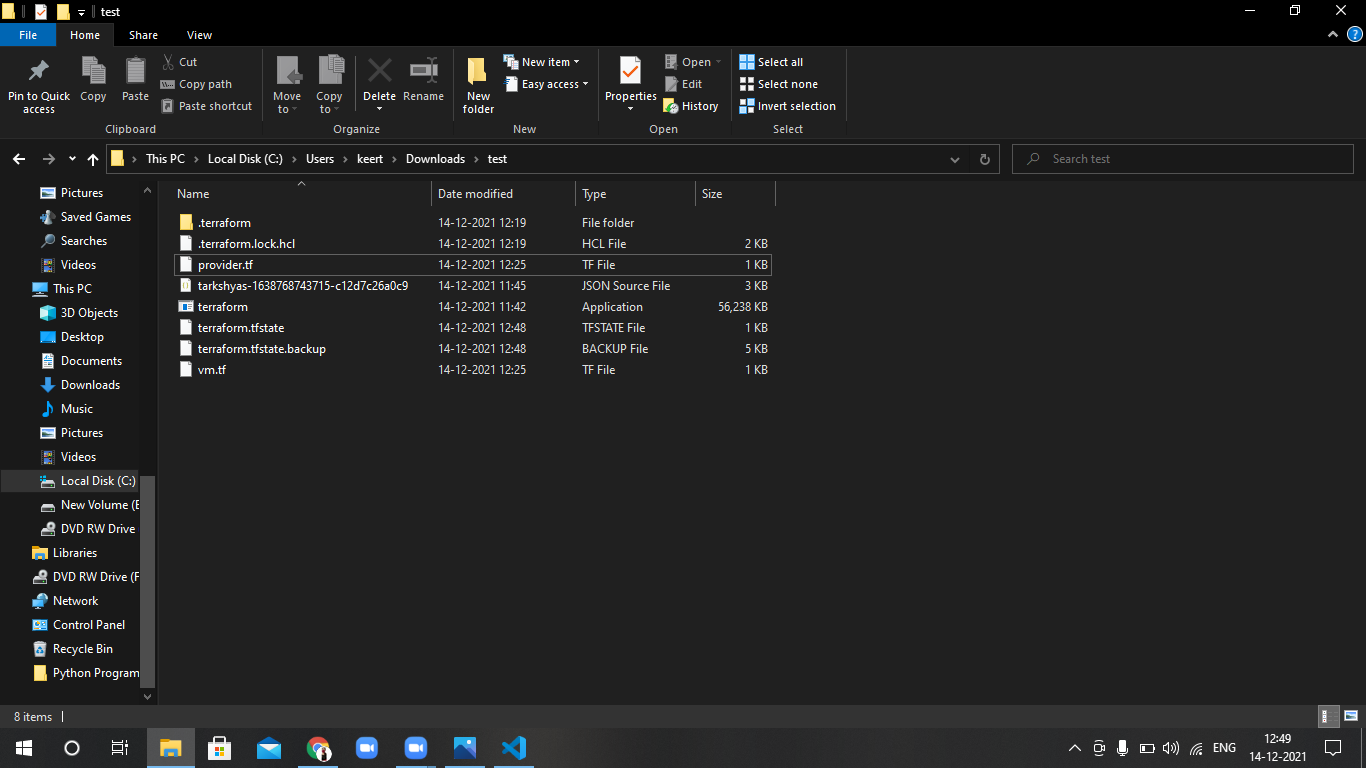 test
File Home Share View
Pin to Quick access
Copy
Paste
Cut
Copy path
Paste shortcut
Clipboard
Move to
Copy to
Delete
Rename
Organize
New folder
New item
Easy access
New
Properties
Open
Edit
History
Open
Select all
Select none
Invert selection
Select
This PC › Local Disk (C:) › Users › keert › Downloads › test
Search test
Pictures
Saved Games
Searches
Videos
This PC
3D Objects
Desktop
Documents
Downloads
Music
Pictures
Videos
Local Disk (C:)
New Volume (E
DVD RW Drive
Libraries
DVD RW Drive (F
Network
Control Panel
Recycle Bin
Python Program
Name Date modified Type Size
.terraform 14-12-2021 12:19 File folder
.terraform.lock.hcl 14-12-2021 12:19 HCL File 2 KB
provider.tf 14-12-2021 12:25 TF File 1 KB
tarkshyas-1638768743715-c12d7c26a0c9 14-12-2021 11:45 JSON Source File 3 KB
terraform 14-12-2021 11:42 Application 56,238 KB
terraform.tfstate 14-12-2021 12:48 TFSTATE File 1 KB
terraform.tfstate.backup 14-12-2021 12:48 BACKUP File 5 KB
vm.tf 14-12-2021 12:25 TF File 1 KB
8 items
ENG
12:49
14-12-2021